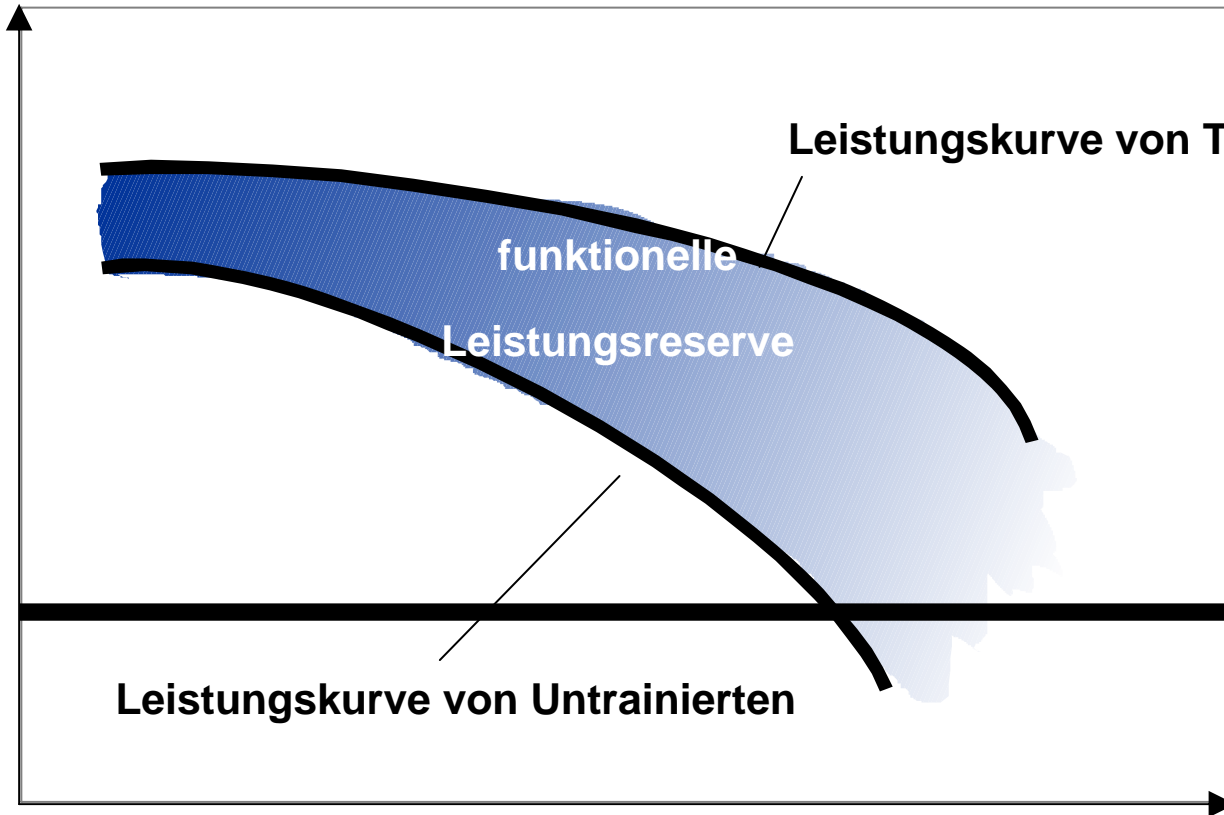 Leistungskurve von T
funktionelle
Leistungsreserve
Leistungskurve von Untrainierten